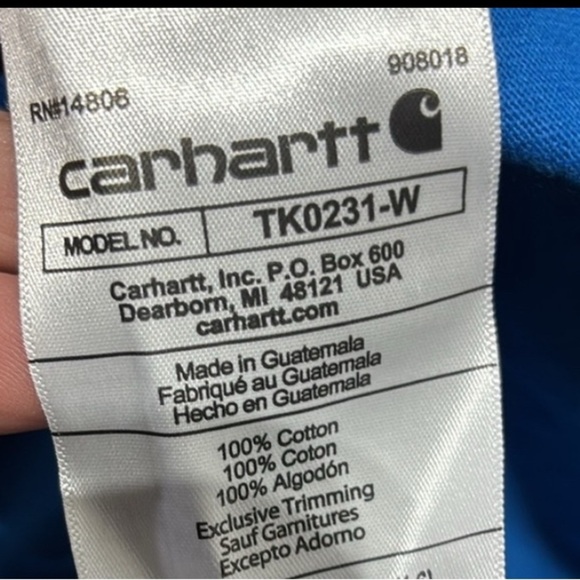 908018
RN#14806
carhartt
MODEL NO. TK0231-W
Carhartt, Inc. P.O. Box 600
Dearborn, MI 48121 USA
carhartt.com
Made in Guatemala
Fabriqué au Guatemala
Hecho en Guatemala
100% Cotton
100% Coton
100% Algodón
Exclusive Trimming
Sauf Garnitures
Excepto Adorno